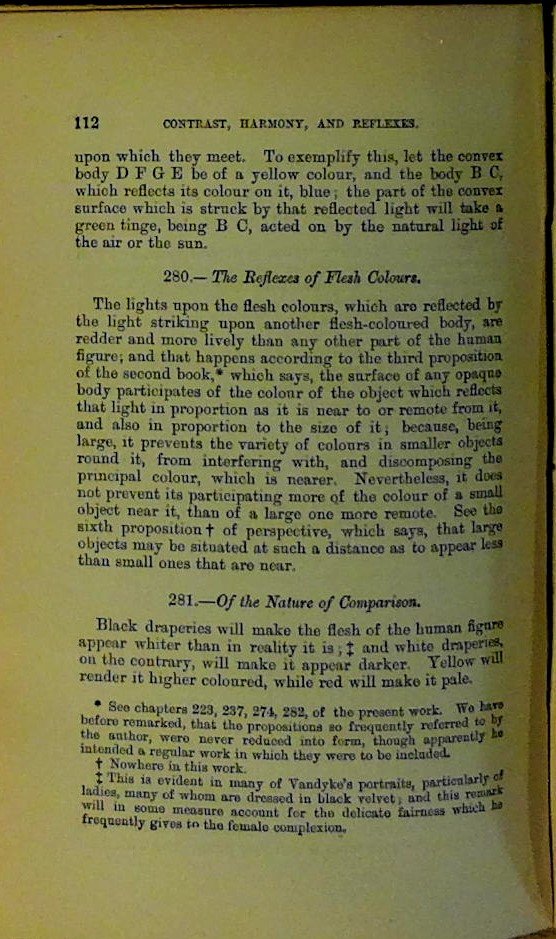 112 CONTRAST, HARMONY, AND REFLEXES.
upon which they meet. To exemplify this, let the convex
body D F G E be of a yellow colour, and the body B C,
which reflects its colour on it, blue; the part of the convex
surface which is struck by that reflected light will take a
green tinge, being B C, acted on by the natural light of
the air or the sun.
280.—The Reflexes of Flesh Colours.
The lights upon the flesh colours, which are reflected by
the light striking upon another flesh-coloured body, are
redder and more lively than any other part of the human
figure; and that happens according to the third proposition
of the second book,* which says, the surface of any opaque
body participates of the colour of the object which reflects
that light in proportion as it is near to or remote from it,
and also in proportion to the size of it; because, being
large, it prevents the variety of colours in smaller objects
round it, from interfering with, and discomposing the
principal colour, which is nearer. Nevertheless, it does
not prevent its participating more of the colour of a small
object near it, than of a large one more remote. See the
sixth proposition† of perspective, which says, that large
objects may be situated at such a distance as to appear less
than small ones that are near.
281.—Of the Nature of Comparison.
Black draperies will make the flesh of the human figure
appear whiter than in reality it is;‡ and white draperies,
on the contrary, will make it appear darker. Yellow will
render it higher coloured, while red will make it pale.
* See chapters 223, 237, 274, 282, of the present work. We have
before remarked, that the propositions so frequently referred to by
the author, were never reduced into form, though apparently he
intended a regular work in which they were to be included.
† Nowhere in this work.
‡ This is evident in many of Vandyke's portraits, particularly of
ladies, many of whom are dressed in black velvet; and this remark
will in some measure account for the delicate fairness which he
frequently gives to the female complexion.